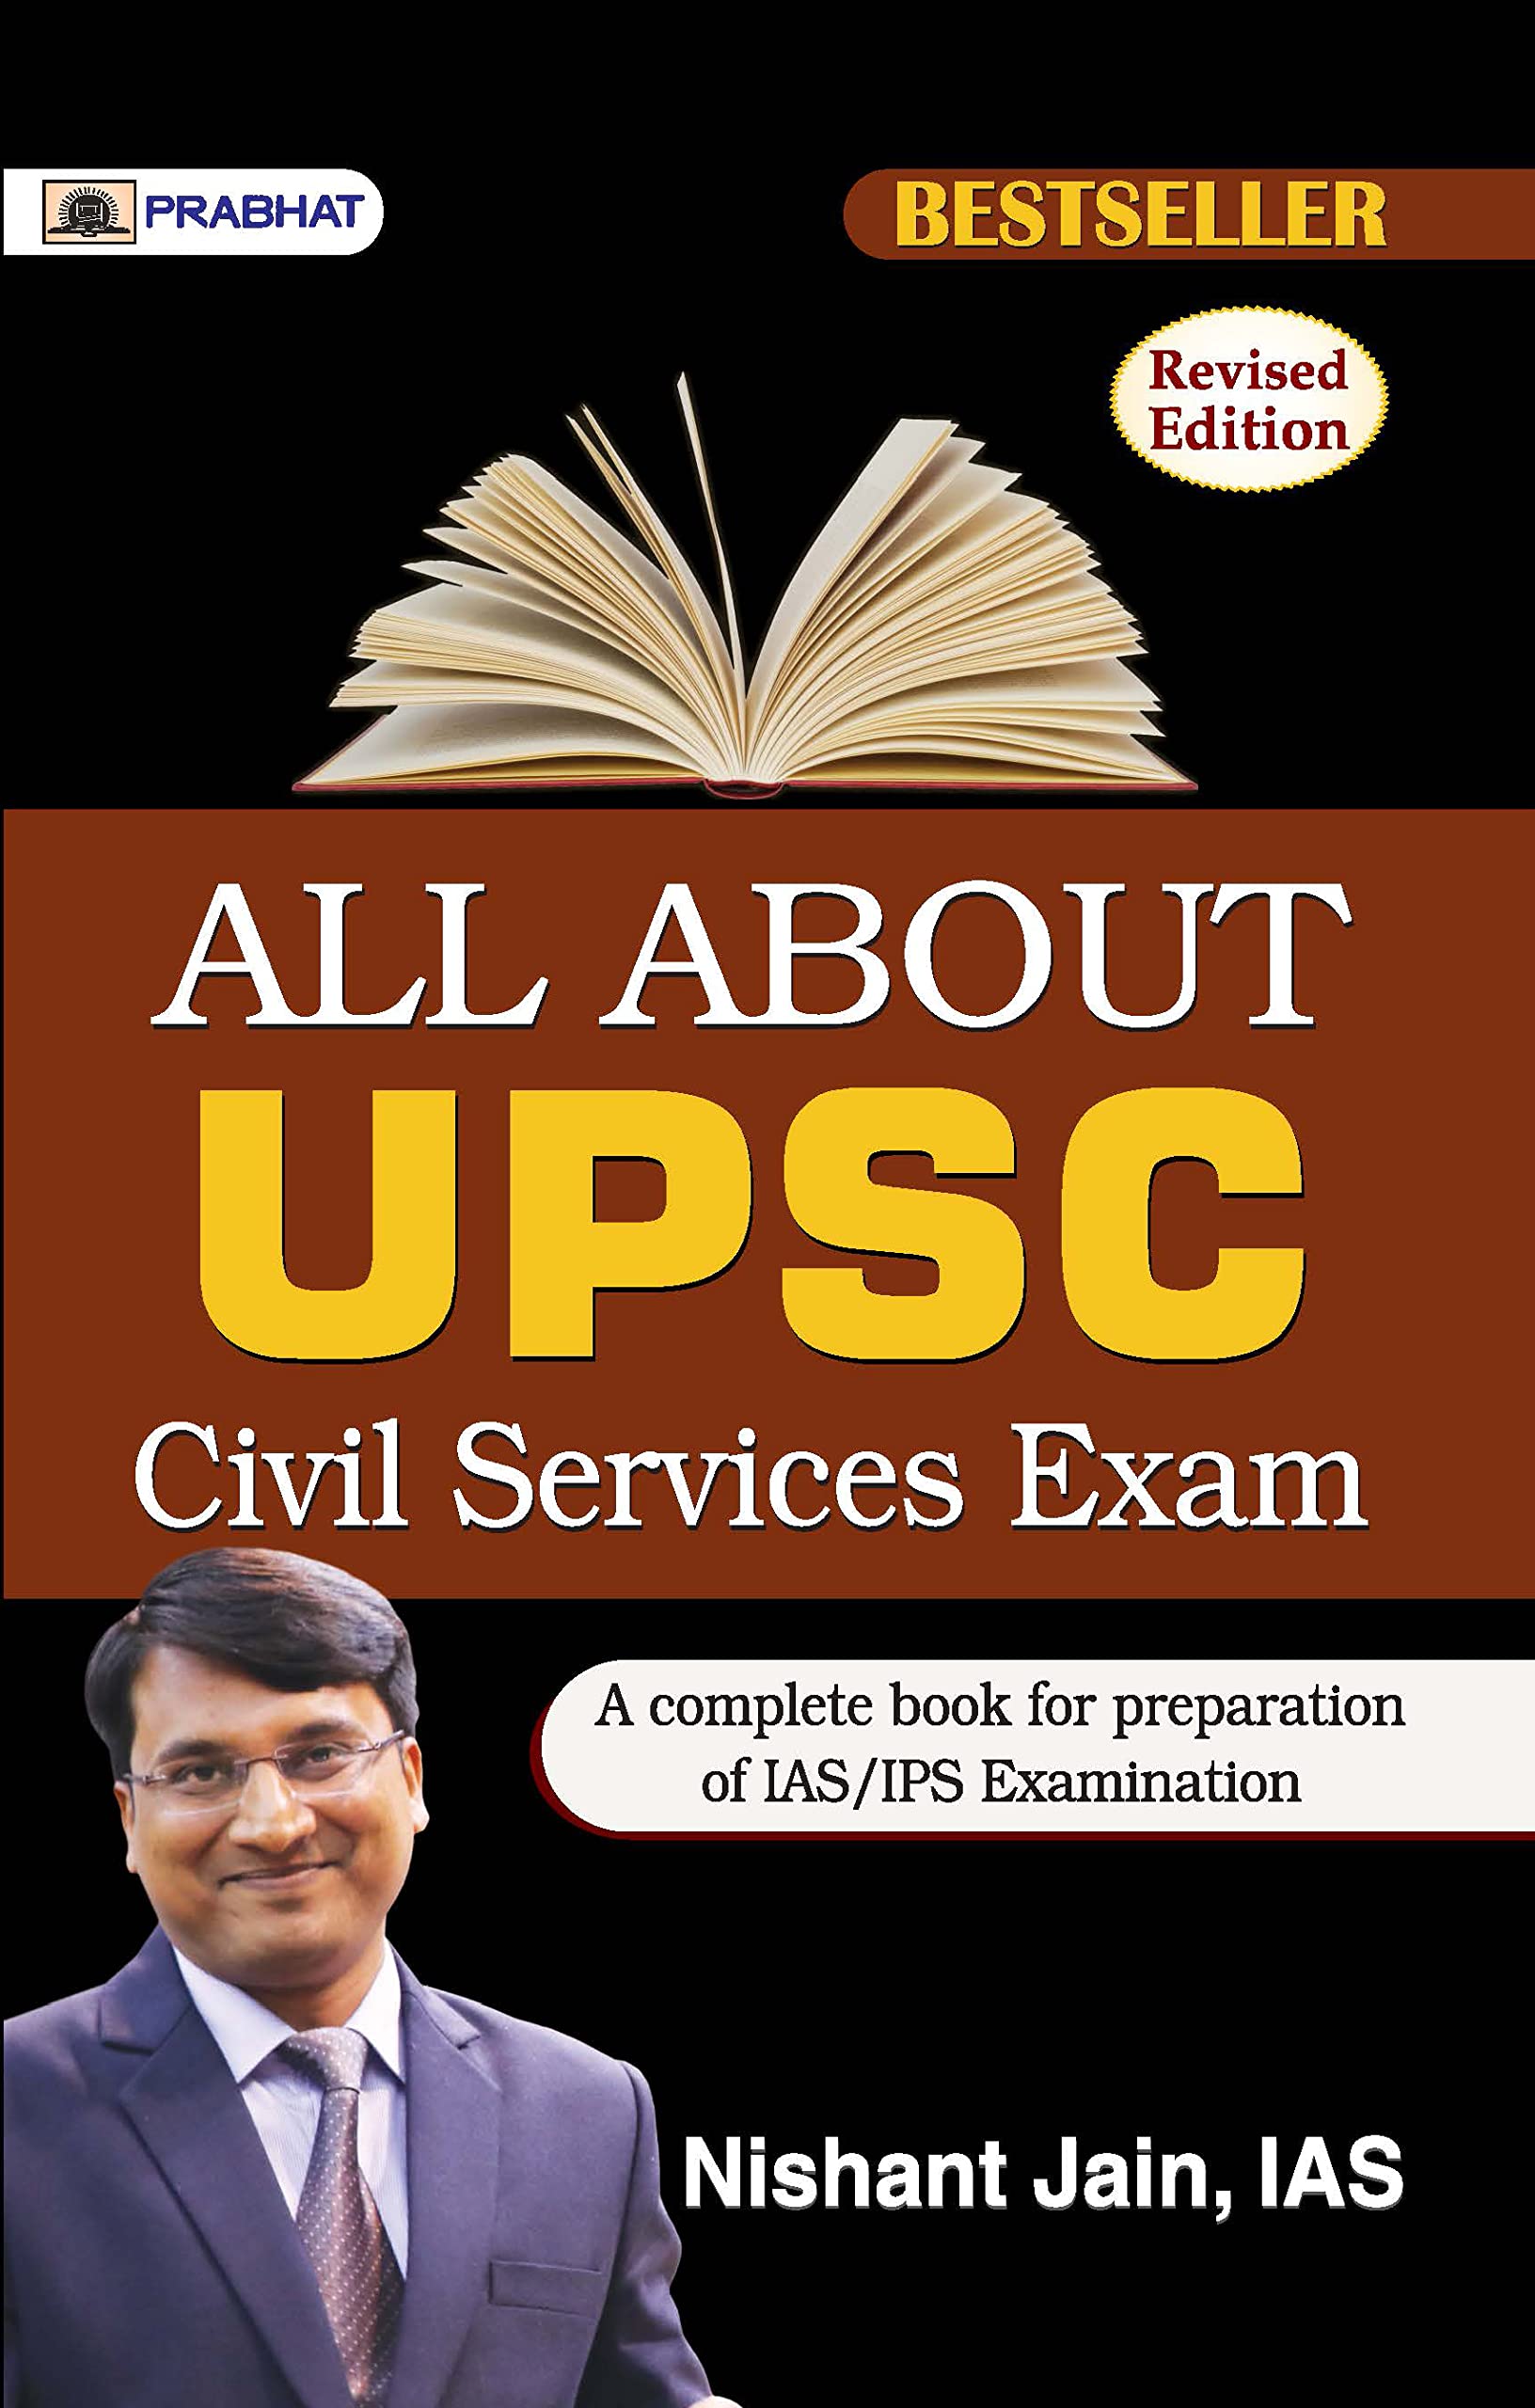 PRABHAT
BESTSELLER
Revised
Edition
ALL ABOUT
UPSC
Civil Services Exam
A complete book for preparation
of IAS/IPS Examination
Nishant Jain, IAS